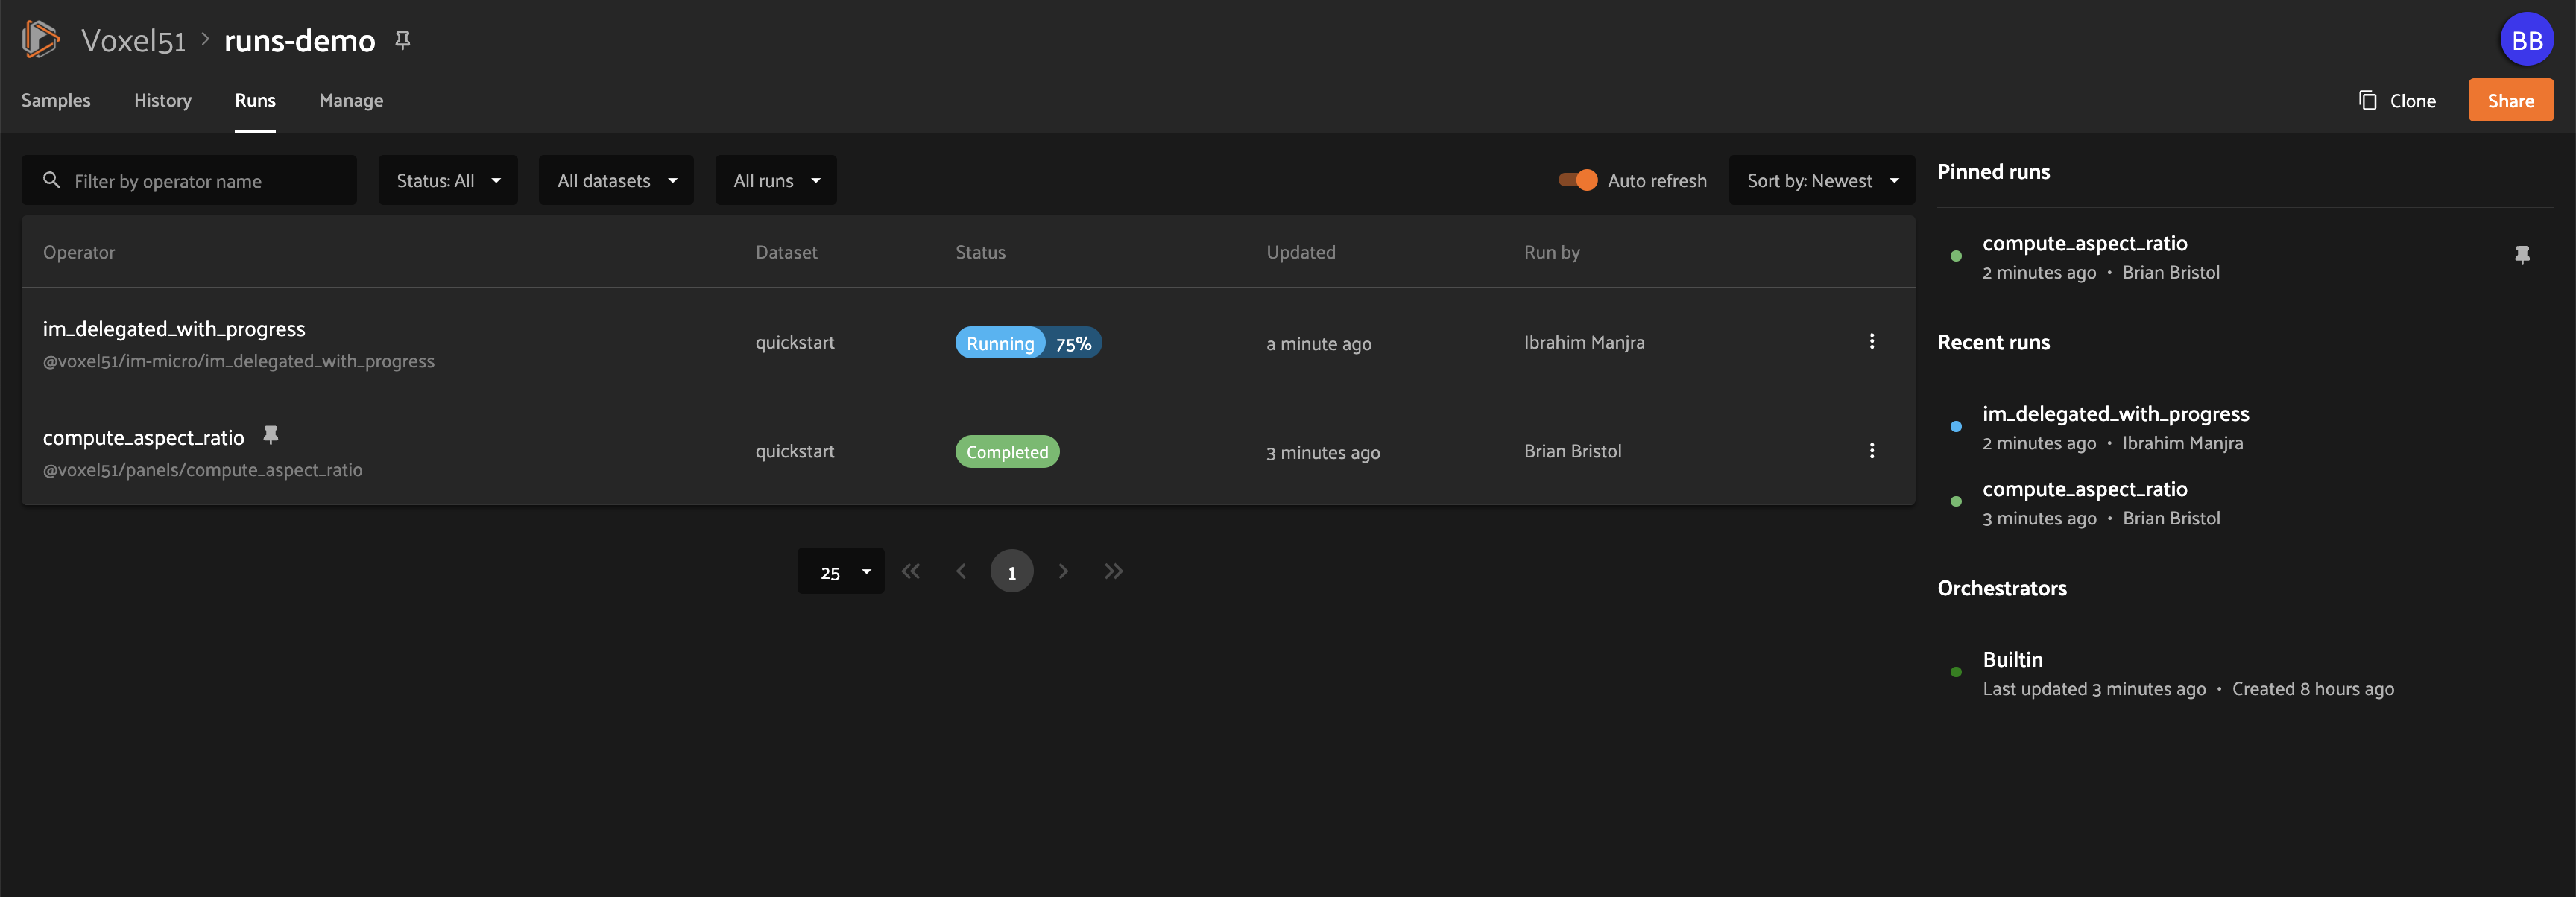 Voxel51 > runs-demo
BB
Samples History Runs Manage
Clone Share
Filter by operator name
Status: All
All datasets
All runs
Auto refresh
Sort by: Newest
Operator Dataset Status Updated Run by
im_delegated_with_progress
@voxel51/im-micro/im_delegated_with_progress
quickstart
Running 75%
a minute ago
Ibrahim Manjra
compute_aspect_ratio
@voxel51/panels/compute_aspect_ratio
quickstart
Completed
3 minutes ago
Brian Bristol
25
1
Pinned runs
compute_aspect_ratio
2 minutes ago • Brian Bristol
Recent runs
im_delegated_with_progress
2 minutes ago • Ibrahim Manjra
compute_aspect_ratio
3 minutes ago • Brian Bristol
Orchestrators
Builtin
Last updated 3 minutes ago • Created 8 hours ago